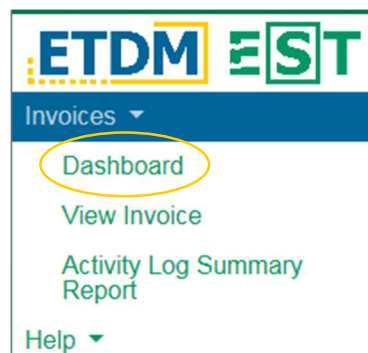 ETDM EST
Invoices
Dashboard
View Invoice
Activity Log Summary
Report
Help